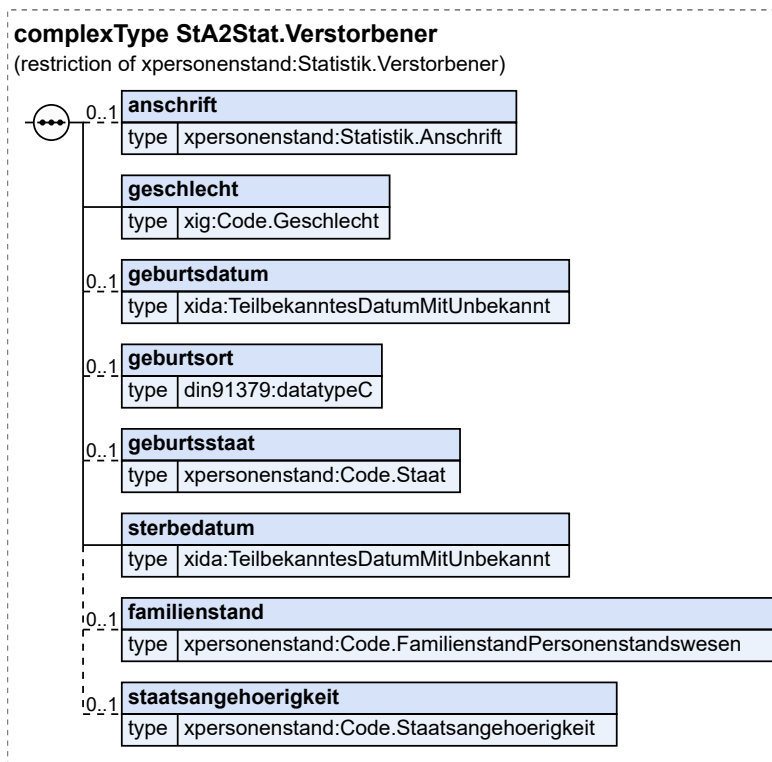 complexType StA2Stat.Verstorbener
(restriction of xpersonenstand:Statistik.Verstorbener)
0..1 anschrift
type xpersonenstand:Statistik.Anschrift
geschlecht
type xig:Code.Geschlecht
0..1 geburtsdatum
type xida:TeilbekanntesDatumMitUnbekannt
0..1 geburtsort
type din91379:datatypeC
0..1 geburtsstaat
type xpersonenstand:Code.Staat
sterbedatum
type xida:TeilbekanntesDatumMitUnbekannt
0..1 familienstand
type xpersonenstand:Code.FamilienstandPersonenstandswesen
0..1 staatsangehoerigkeit
type xpersonenstand:Code.Staatsangehoerigkeit